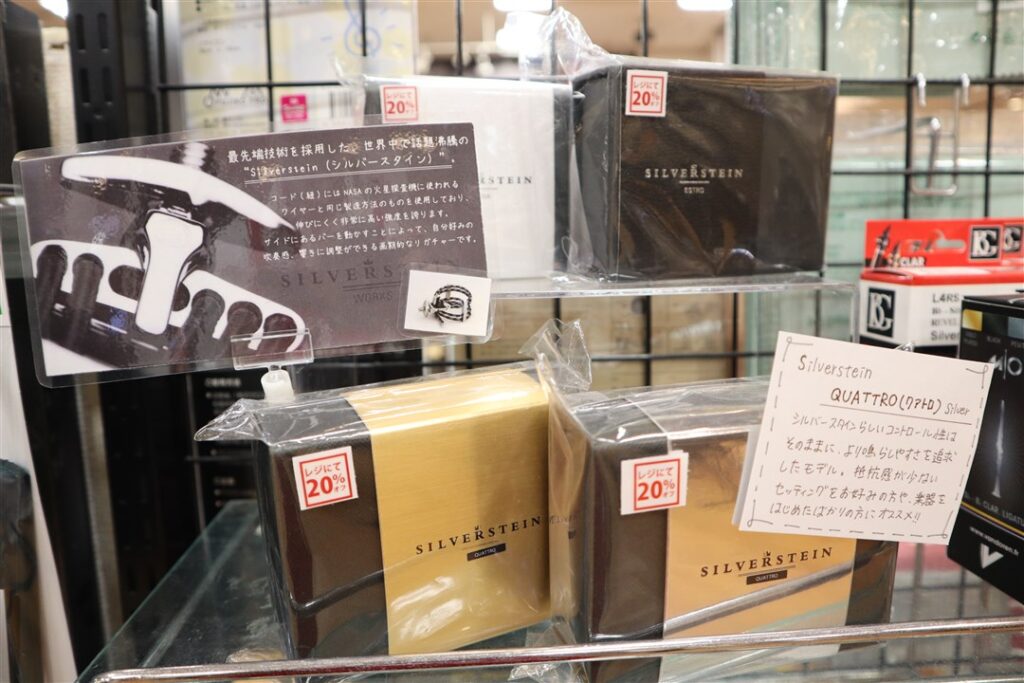 レジにて
20%
オフ
レジにて
20%
オフ
SILVERSTEIN
ESTRO
最先端技術を採用した、世界中で話題沸騰の
"Silverstein（シルバースタイン）"。
コード（紐）にはNASAの火星探査機に使われる
ワイヤーと同じ製造方法のものを使用しており、
伸びにくく非常に高い強度を誇ります。
サイドにあるバーを動かすことによって、自分好みの
吹奏感、響きに調整ができる画期的なリガチャーです。
SILVERSTEIN
WORKS
BG
CLAR
BG
L4RS
レジにて
20%
オフ
SILVERSTEIN
QUATTRO
レジにて
20%
オフ
SILVERSTEIN
QUATTRO
Silverstein
QUATTRO(クアトロ) Silver
シルバースタインらしいコントロール性は
そのままに、より鳴らしやすさを追求
したモデル。抵抗感が少ない
セッティングをお好みの方や、楽器を
はじめたばかりの方にオススメ!!
www.vandoren.fr
V